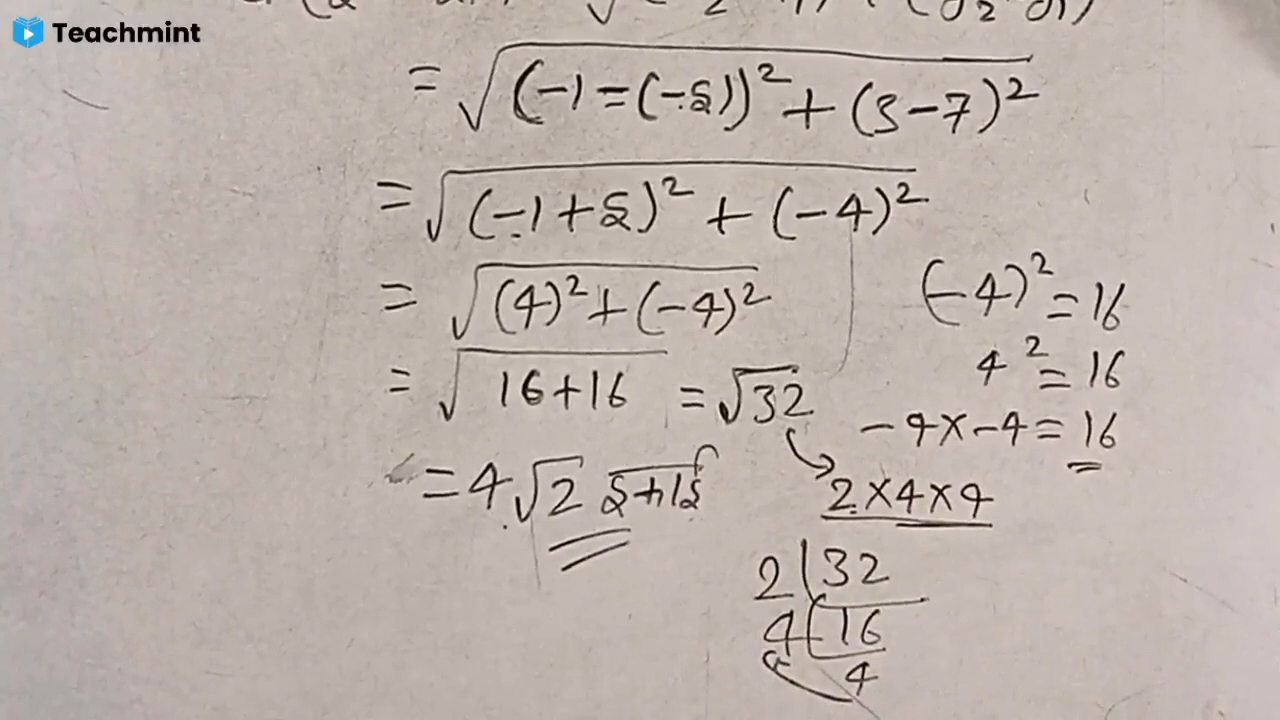 Teachmint
= √(-1-(-5))² + (3-7)²
= √(-1+5)² + (-4)²
= √(4)² + (-4)²
(-4)² = 16
= √16+16 = √32
4² = 16
-4×-4 = 16
= 4√2
2×4×4
2 32
4 16
4